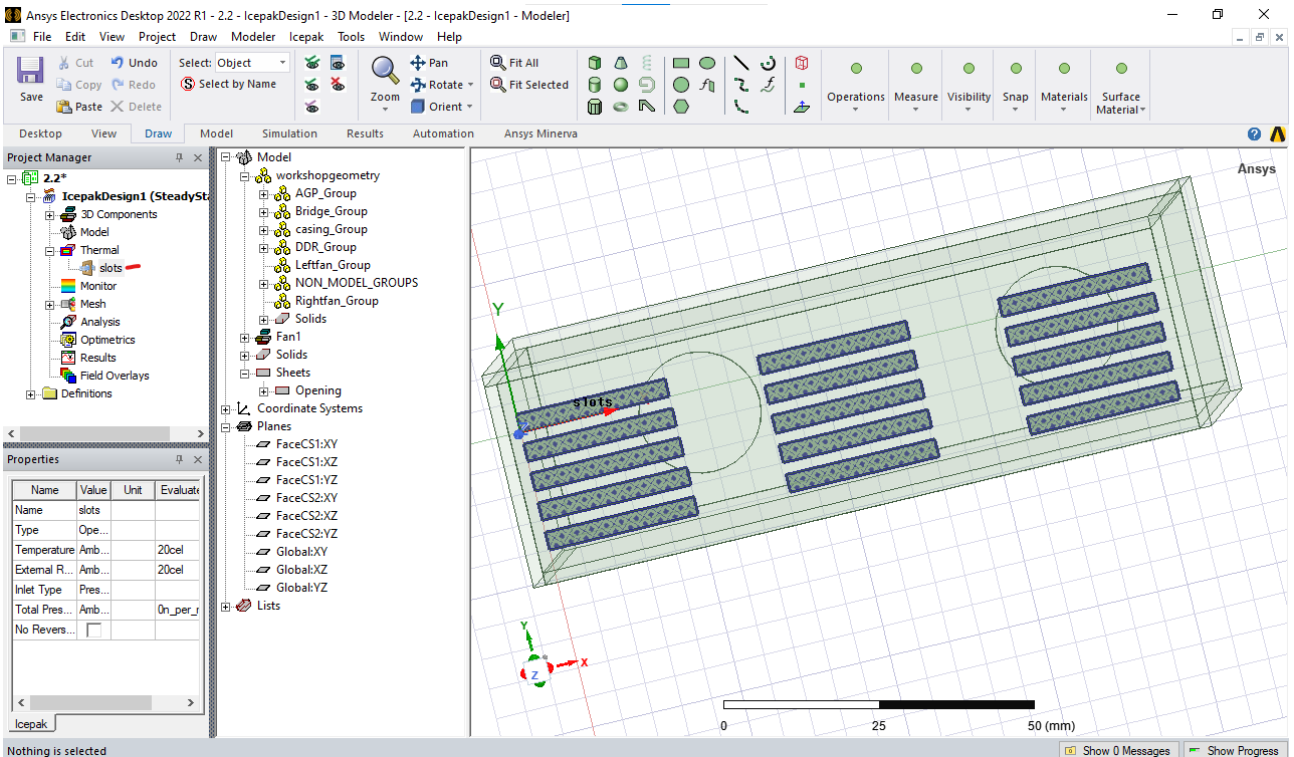 Ansys Electronics Desktop 2022 R1 - 2.2 - IcepakDesign1 - 3D Modeler - [2.2 - IcepakDesign1 - Modeler]
File Edit View Project Draw Modeler Icepak Tools Window Help
Save
Cut
Copy
Paste
Undo
Redo
Delete
Select: Object
Select by Name
Zoom
Pan
Rotate
Orient
Fit All
Fit Selected
Operations
Measure
Visibility
Snap
Materials
Surface
Material
Desktop View Draw Model Simulation Results Automation Ansys Minerva
Project Manager
2.2*
IcepakDesign1 (SteadySta
3D Components
Model
Thermal
slots
Monitor
Mesh
Analysis
Optimetrics
Results
Field Overlays
Definitions
Properties
Name Value Unit Evaluate
Name slots
Type Ope...
Temperature Amb... 20cel
External R... Amb... 20cel
Inlet Type Pres...
Total Pres... Amb... 0n_per_r
No Revers...
Icepak
Model
workshopgeometry
AGP_Group
Bridge_Group
casing_Group
DDR_Group
Leftfan_Group
NON_MODEL_GROUPS
Rightfan_Group
Solids
Fan1
Solids
Sheets
Opening
Coordinate Systems
Planes
FaceCS1:XY
FaceCS1:XZ
FaceCS1:YZ
FaceCS2:XY
FaceCS2:XZ
FaceCS2:YZ
Global:XY
Global:XZ
Global:YZ
Lists
Ansys
Y
slots
Y
X
Z
0 25 50 (mm)
Nothing is selected
Show 0 Messages
Show Progress